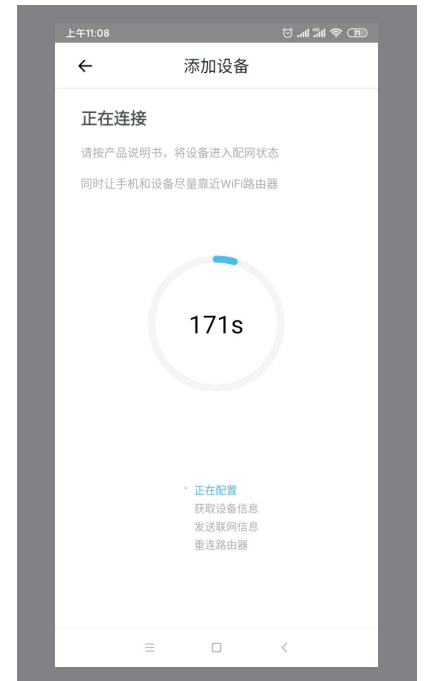 上午11:08
71
添加设备
正在连接
请按产品说明书，将设备进入配网状态
同时让手机和设备尽量靠近WiFi路由器
171s
正在配置
获取设备信息
发送联网信息
重连路由器